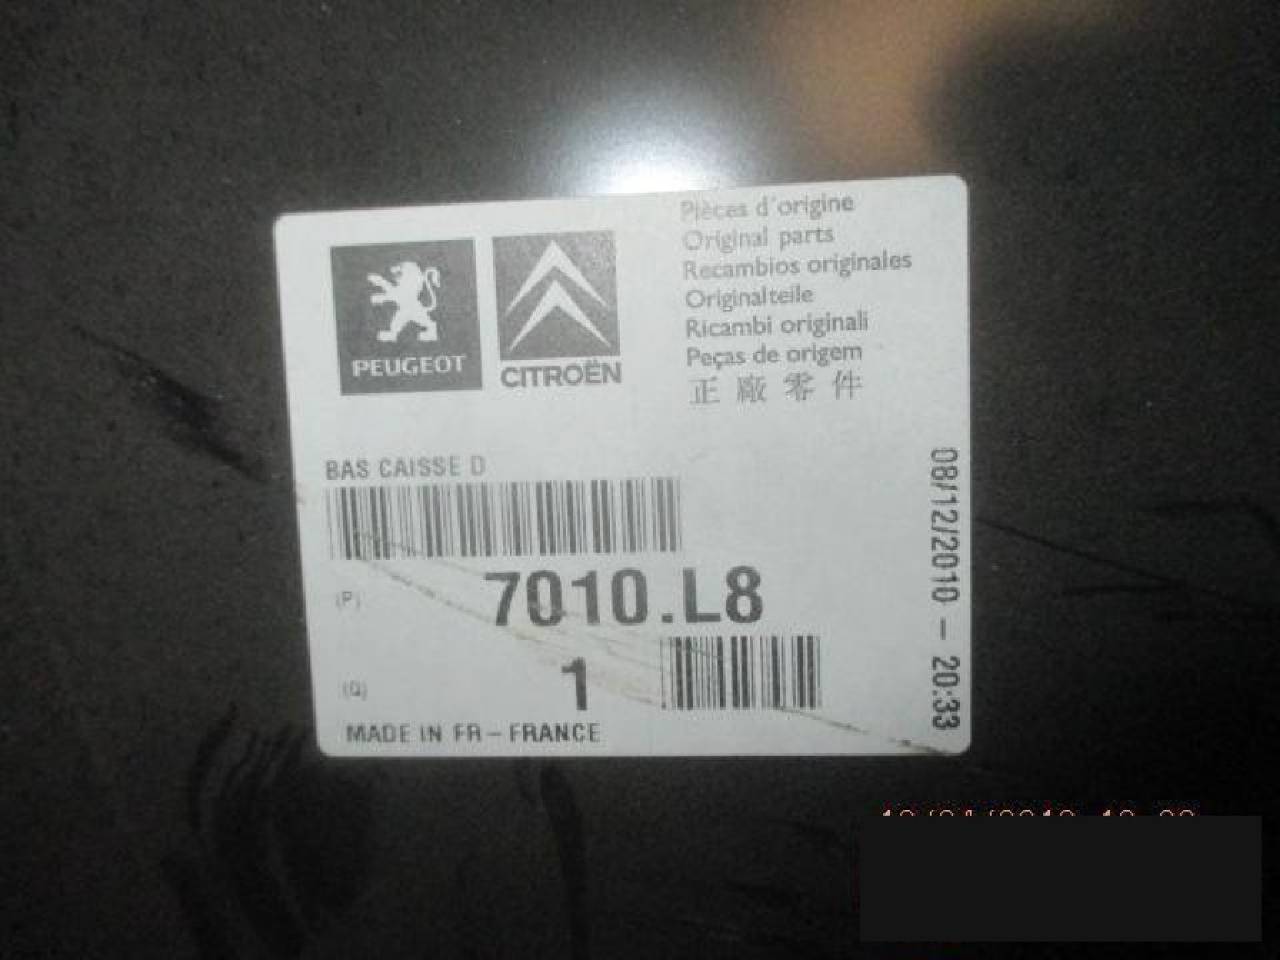 PEUGEOT
CITROËN
Pièces d'origine
Original parts
Recambios originales
Originalteile
Ricambi originali
Peças de origem
正廠零件
BAS CAISSE D
(P) 7010.L8
(Q) 1
MADE IN FR - FRANCE
08/12/2010 - 20:33